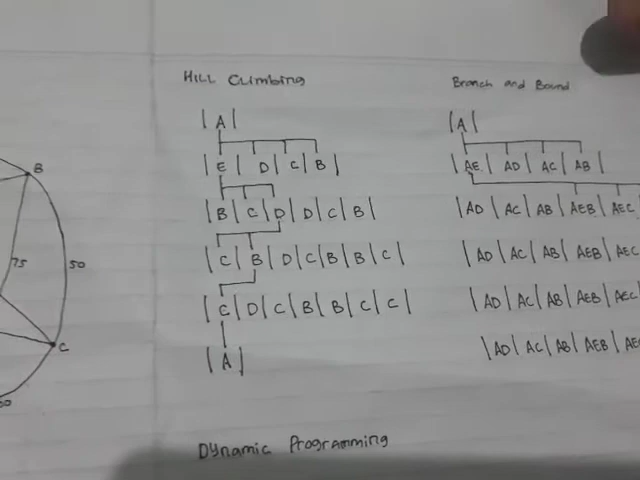 HILL Climbing
|A|
|E| D| C| B|
|B|C|D|D|C|B|
|C|B|D|C|B|B|C|
|C|D|C|B|B|C|C|
|A|
Branch and Bound
|A|
|AE| AD| AC| AB|
|AD| AC| AB| AEB| AEC
|AD| AC| AB| AEB| AEC
|AD| AC| AB| AEB| AEC
|AD| AC| AB| AEB|
Dynamic Programming
B
75
50
C